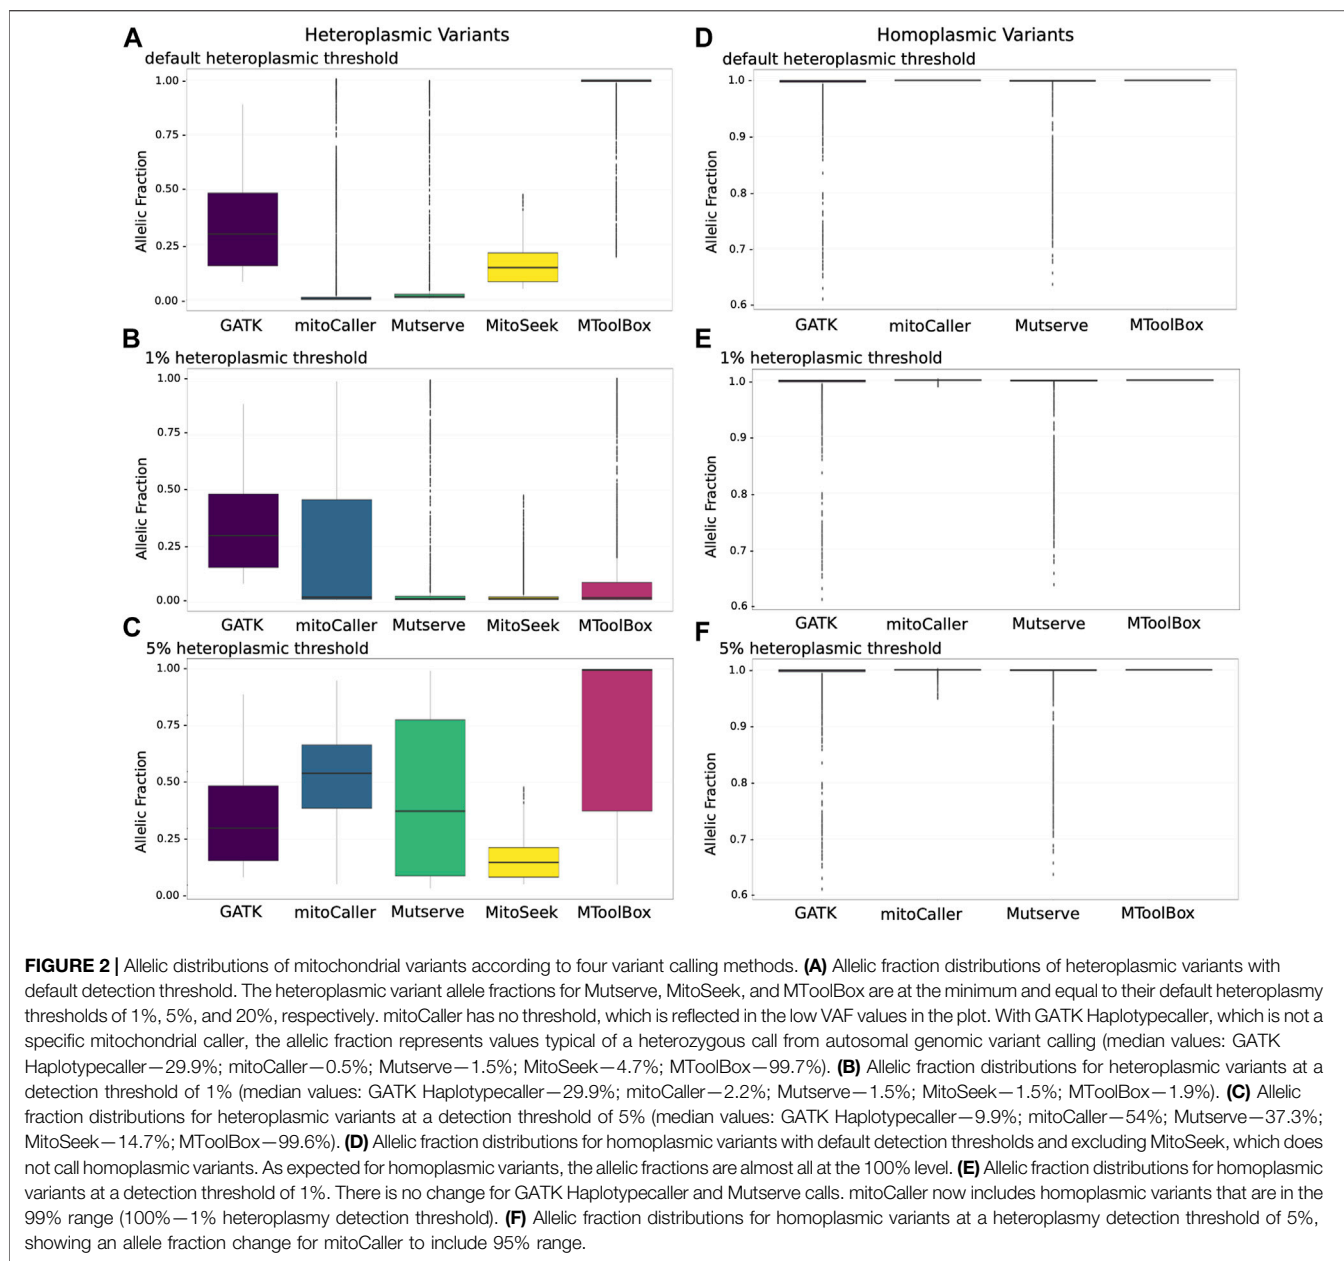 A
Heteroplasmic Variants
default heteroplasmic threshold
1.00
0.75
0.50
0.25
0.00
Allelic Fraction
GATK mitoCaller Mutserve MitoSeek MToolBox
B
1% heteroplasmic threshold
1.00
0.75
0.50
0.25
0.00
Allelic Fraction
GATK mitoCaller Mutserve MitoSeek MToolBox
C
5% heteroplasmic threshold
1.00
0.75
0.50
0.25
0.00
Allelic Fraction
GATK mitoCaller Mutserve MitoSeek MToolBox
D
Homoplasmic Variants
default heteroplasmic threshold
1.0
0.9
0.8
0.7
0.6
Allelic Fraction
GATK mitoCaller Mutserve MToolBox
E
1% heteroplasmic threshold
1.0
0.9
0.8
0.7
0.6
Allelic Fraction
GATK mitoCaller Mutserve MToolBox
F
5% heteroplasmic threshold
1.0
0.9
0.8
0.7
0.6
Allelic Fraction
GATK mitoCaller Mutserve MToolBox
FIGURE 2 | Allelic distributions of mitochondrial variants according to four variant calling methods. (A) Allelic fraction distributions of heteroplasmic variants with
default detection threshold. The heteroplasmic variant allele fractions for Mutserve, MitoSeek, and MToolBox are at the minimum and equal to their default heteroplasmy
thresholds of 1%, 5%, and 20%, respectively. mitoCaller has no threshold, which is reflected in the low VAF values in the plot. With GATK Haplotypecaller, which is not a
specific mitochondrial caller, the allelic fraction represents values typical of a heterozygous call from autosomal genomic variant calling (median values: GATK
Haplotypecaller—29.9%; mitoCaller—0.5%; Mutserve—1.5%; MitoSeek—4.7%; MToolBox—99.7%). (B) Allelic fraction distributions for heteroplasmic variants at a
detection threshold of 1% (median values: GATK Haplotypecaller—29.9%; mitoCaller—2.2%; Mutserve—1.5%; MitoSeek—1.5%; MToolBox—1.9%). (C) Allelic
fraction distributions for heteroplasmic variants at a detection threshold of 5% (median values: GATK Haplotypecaller—9.9%; mitoCaller—54%; Mutserve—37.3%;
MitoSeek—14.7%; MToolBox—99.6%). (D) Allelic fraction distributions for homoplasmic variants with default detection thresholds and excluding MitoSeek, which does
not call homoplasmic variants. As expected for homoplasmic variants, the allelic fractions are almost all at the 100% level. (E) Allelic fraction distributions for homoplasmic
variants at a detection threshold of 1%. There is no change for GATK Haplotypecaller and Mutserve calls. mitoCaller now includes homoplasmic variants that are in the
99% range (100%—1% heteroplasmy detection threshold). (F) Allelic fraction distributions for homoplasmic variants at a heteroplasmy detection threshold of 5%,
showing an allele fraction change for mitoCaller to include 95% range.